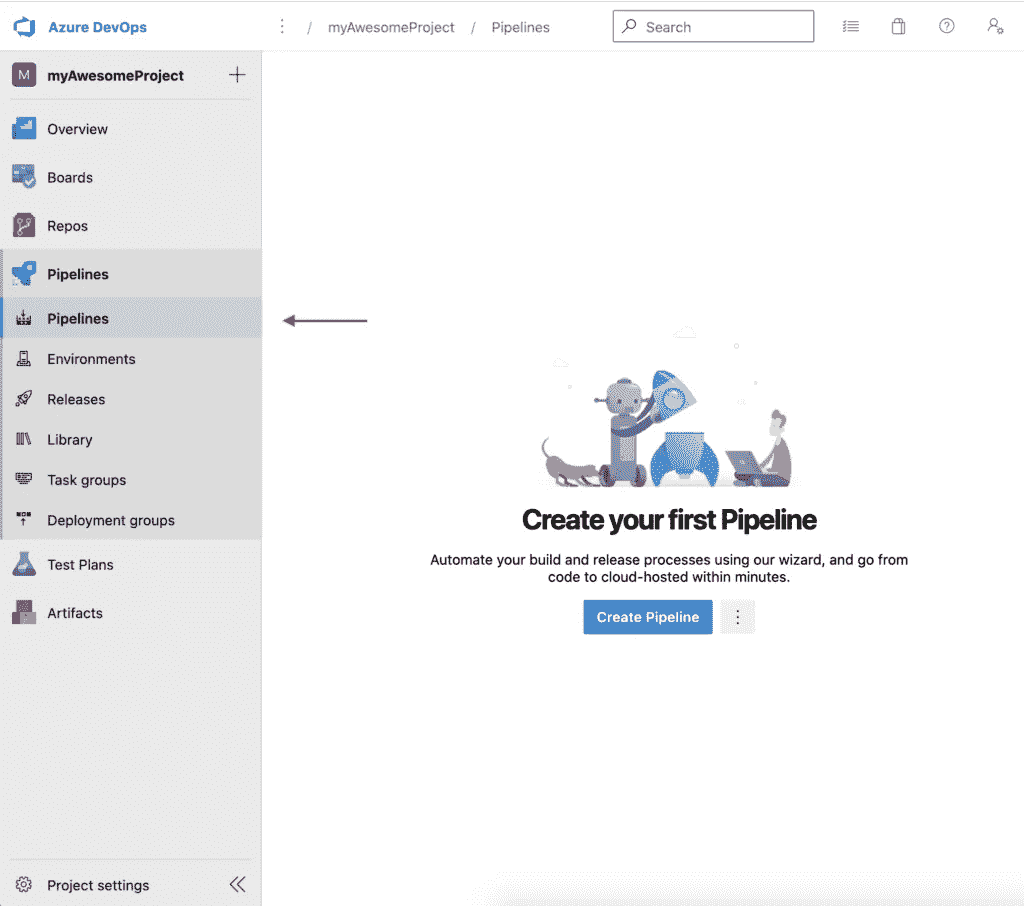 Azure DevOps
/ myAwesomeProject / Pipelines
Search
M myAwesomeProject
Overview
Boards
Repos
Pipelines
Pipelines
Environments
Releases
Library
Task groups
Deployment groups
Test Plans
Artifacts
Create your first Pipeline
Automate your build and release processes using our wizard, and go from
code to cloud-hosted within minutes.
Create Pipeline
Project settings